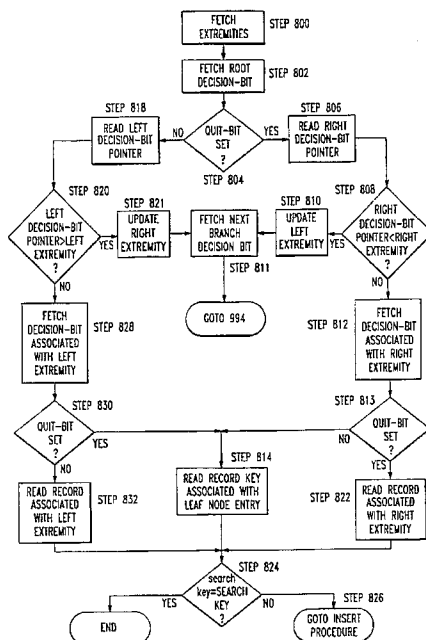 FETCH
EXTREMITIES
STEP 800
FETCH ROOT
DECISION-BIT
STEP 802
STEP 818
READ LEFT
DECISION-BIT
POINTER
NO
QUIT-BIT
SET
?
YES
STEP 804
STEP 806
READ RIGHT
DECISION-BIT
POINTER
STEP 820
LEFT
DECISION-BIT
POINTER>LEFT
EXTREMITY
?
YES
NO
STEP 821
UPDATE
RIGHT
EXTREMITY
FETCH NEXT
BRANCH
DECISION BIT
STEP 811
STEP 810
UPDATE
LEFT
EXTREMITY
STEP 808
RIGHT
DECISION-BIT
POINTER<RIGHT
EXTREMITY
?
YES
NO
GOTO 994
FETCH
DECISION-BIT
ASSOCIATED
WITH LEFT
EXTREMITY
STEP 828
STEP 812
FETCH
DECISION-BIT
ASSOCIATED
WITH RIGHT
EXTREMITY
STEP 830
QUIT-BIT
SET
?
YES
NO
STEP 813
QUIT-BIT
SET
?
NO
YES
STEP 814
READ RECORD KEY
ASSOCIATED WITH
LEAF NODE ENTRY
READ RECORD
ASSOCIATED
WITH LEFT
EXTREMITY
STEP 832
READ RECORD
ASSOCIATED
WITH RIGHT
EXTREMITY
STEP 822
STEP 824
search
key=SEARCH
KEY
?
YES
NO
END
STEP 826
GOTO INSERT
PROCEDURE